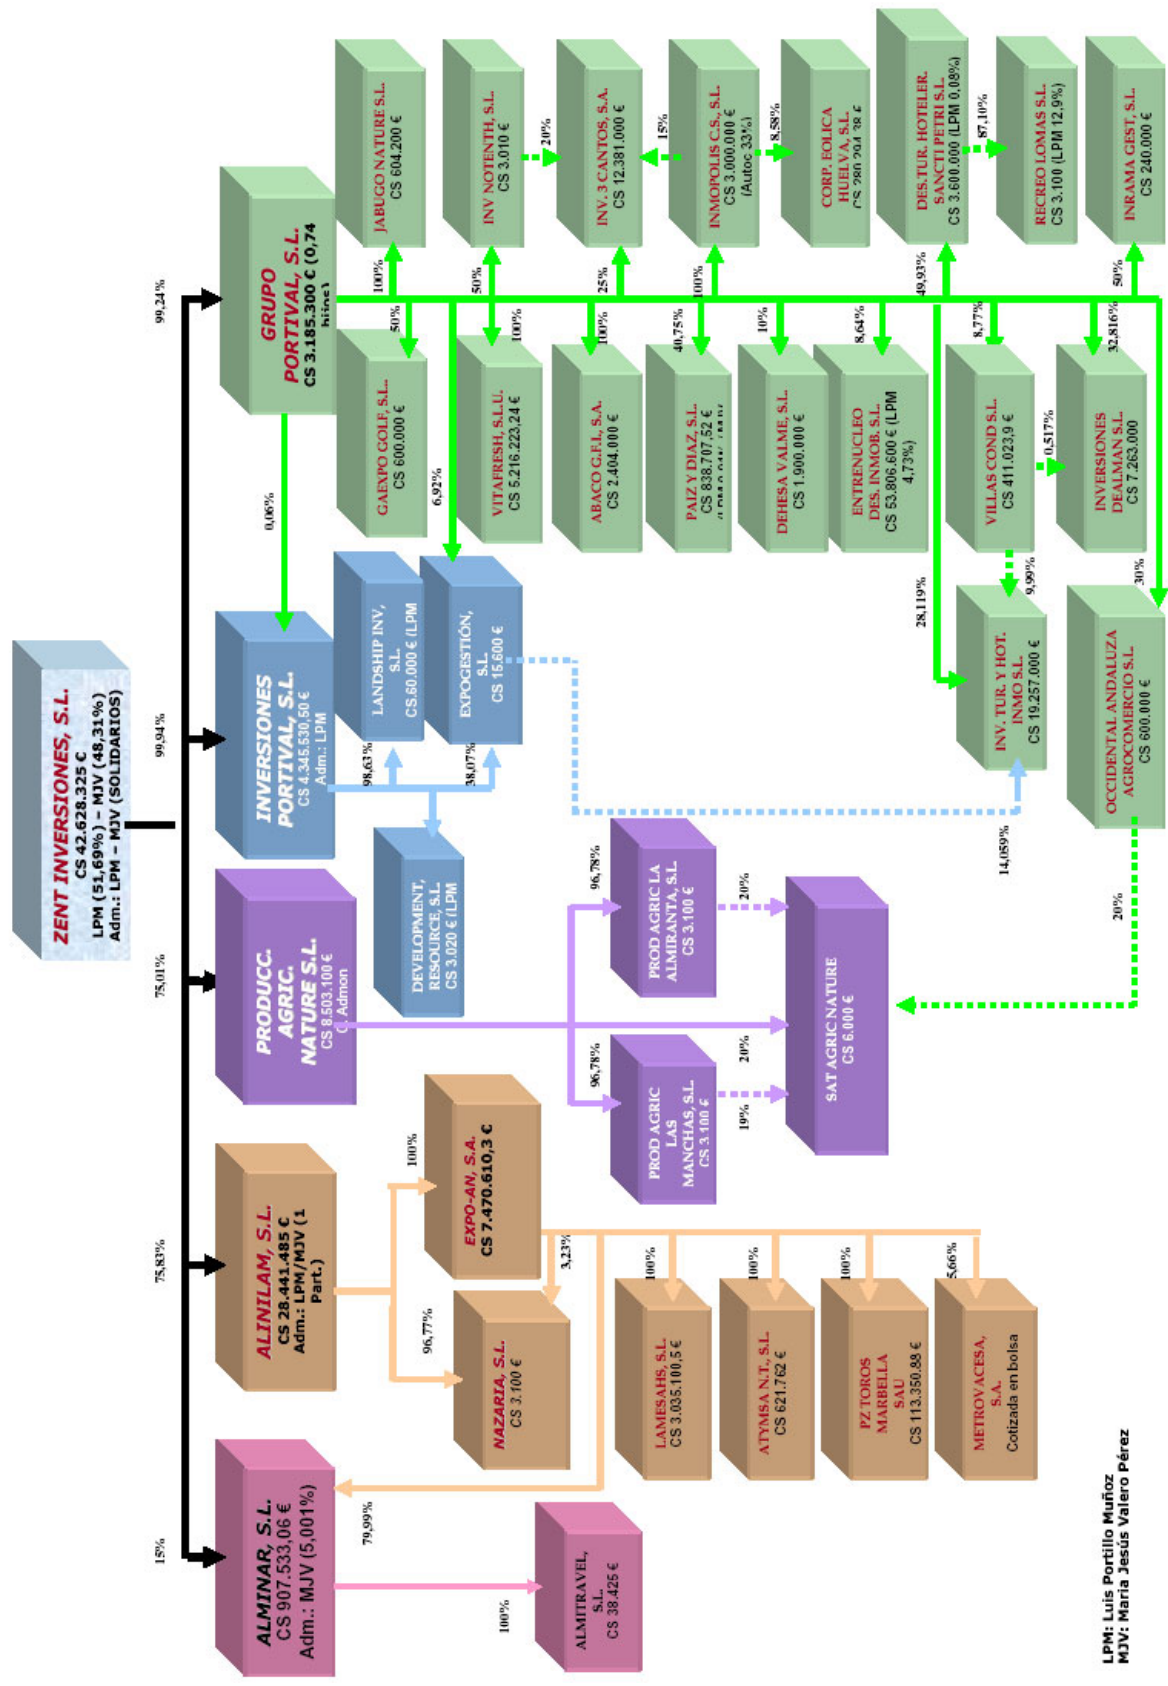 ZENT INVERSIONES, S.L.
CS 42.628.325 €
LPM (51,69%) – MJV (48,31%)
Adm.: LPM – MJV (SOLIDARIOS)
15%
75,83%
75,01%
99,94%
99,24%
ALMINAR, S.L.
CS 907.533,06 €
Adm.: MJV (5,001%)
ALINILAM, S.L.
CS 28.441.485 €
Adm.: LPM/MJV (1
Part.)
PRODUCC.
AGRIC.
NATURE S.L.
CS 8.503.100 €
Admon
INVERSIONES
PORTIVAL, S.L.
CS 4.345.530,50 €
Adm.: LPM
0,06%
GRUPO
PORTIVAL, S.L.
CS 3.185.300 € (0,74
hijos)
79,99%
100%
ALMITRAVEL,
S.L.
CS 38.425 €
96,77%
100%
NAZARIA, S.L.
CS 3.100 €
EXPO-AN, S.A.
CS 7.470.610,3 €
3,23%
100%
LAMESAHS, S.L.
CS 3.035.100,5 €
100%
ATYMSA N.T., S.L.
CS 621.762 €
100%
PZ.TOROS
MARBELLA
SAU
CS 113.350.88 €
5,66%
METROVACESA,
S.A.
Cotizada en bolsa
96,78%
96,78%
PROD AGRIC
LAS
MANCHAS, S.L.
CS 3.100 €
PROD AGRIC LA
ALMIRANTA, S.L.
CS 3.100 €
19%
20%
20%
SAT AGRIC NATURE
CS 6.000 €
20%
DEVELOPMENT,
RESOURCE, S.L.
CS 3.020 € (LPM
98,63%
LANDSHIP INV,
S.L.
CS.60.000 € (LPM
38,07%
EXPOGESTIÓN,
S.L.
CS 15.600 €
6,92%
14,059%
28,119%
9,99%
INV. TUR. Y HOT.
INMO S.L.
CS 19.257.000 €
OCCIDENTAL ANDALUZA
AGROCOMERCIO S.L.
CS 600.000 €
30%
50%
GAEXPO GOLF, S.L..
CS 600.000 €
100%
VITAFRESH, S.L.U.
CS 5.216.223,24 €
100%
ABACO G.F.I., S.A.
CS 2.404.000 €
40,75%
PAIZ Y DIAZ, S.L.
CS 838.707,52 €
10%
DEHESA VALME, S.L.
CS 1.900.000 €
8,64%
ENTRENUCLEO
DES. INMOB. S.L.
CS 53.806.600 € (LPM
4,73%)
8,77%
VILLAS COND S.L.
CS 411.023,9 €
0,517%
32,816%
INVERSIONES
DEALMAN S.L.
CS 7.263.000
100%
JABUGO NATURE S.L.
CS 604.200 €
50%
INV NOTENTH, S.L.
CS 3.010 €
20%
25%
INV. 3 CANTOS, S.A.
CS 12.381.000 €
15%
100%
INMOPOLIS C.S., S.L.
CS 3.000.000 €
(Autoc 33%)
8,58%
CORP. EOLICA
HUELVA, S.L.
CS 280.294,38 €
49,93%
DES.TUR. HOTELER.
SANCTI PETRI S.L.
CS 3.600.000 (LPM 0,08%)
87,10%
RECREO LOMAS S.L.
CS 3.100 (LPM 12,9%)
50%
INRAMA GEST, S.L.
CS 240.000 €
LPM: Luis Portillo Muñoz
MJV: Maria Jesús Valero Pérez